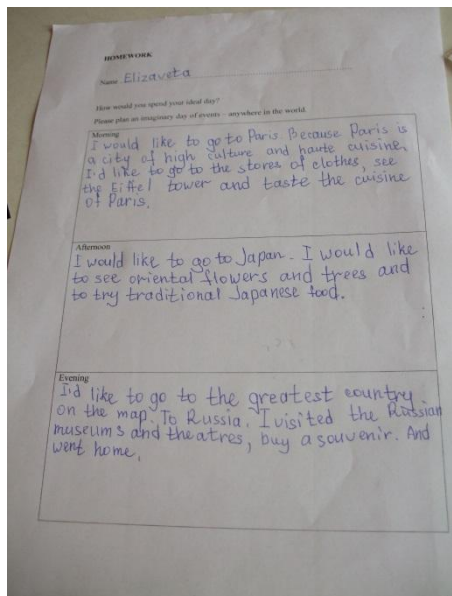 HOMEWORK
Name Elizaveta
How would you spend your ideal day?
Please plan an imaginary day of events - anywhere in the world.
Morning
I would like to go to Paris. Because Paris is
a city of high culture and haute cuisine.
I'd like to go to the stores of clothes, see
the Eiffel tower and taste the cuisine
of Paris.
Afternoon
I would like to go to Japan. I would like
to see oriental flowers and trees and
to try traditional Japanese food.
Evening
I'd like to go to the greatest country
on the map. To Russia. I visited the Russian
museums and theatres, buy a souvenir. And
went home.